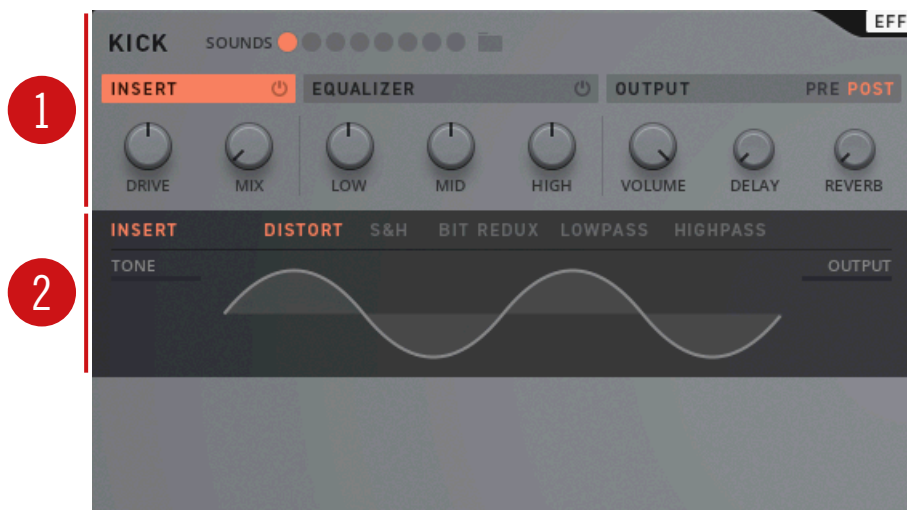 EFF
KICK SOUNDS
1
INSERT EQUALIZER OUTPUT PRE POST
DRIVE MIX LOW MID HIGH VOLUME DELAY REVERB
2
INSERT DISTORT S&H BIT REDUX LOWPASS HIGHPASS
TONE OUTPUT